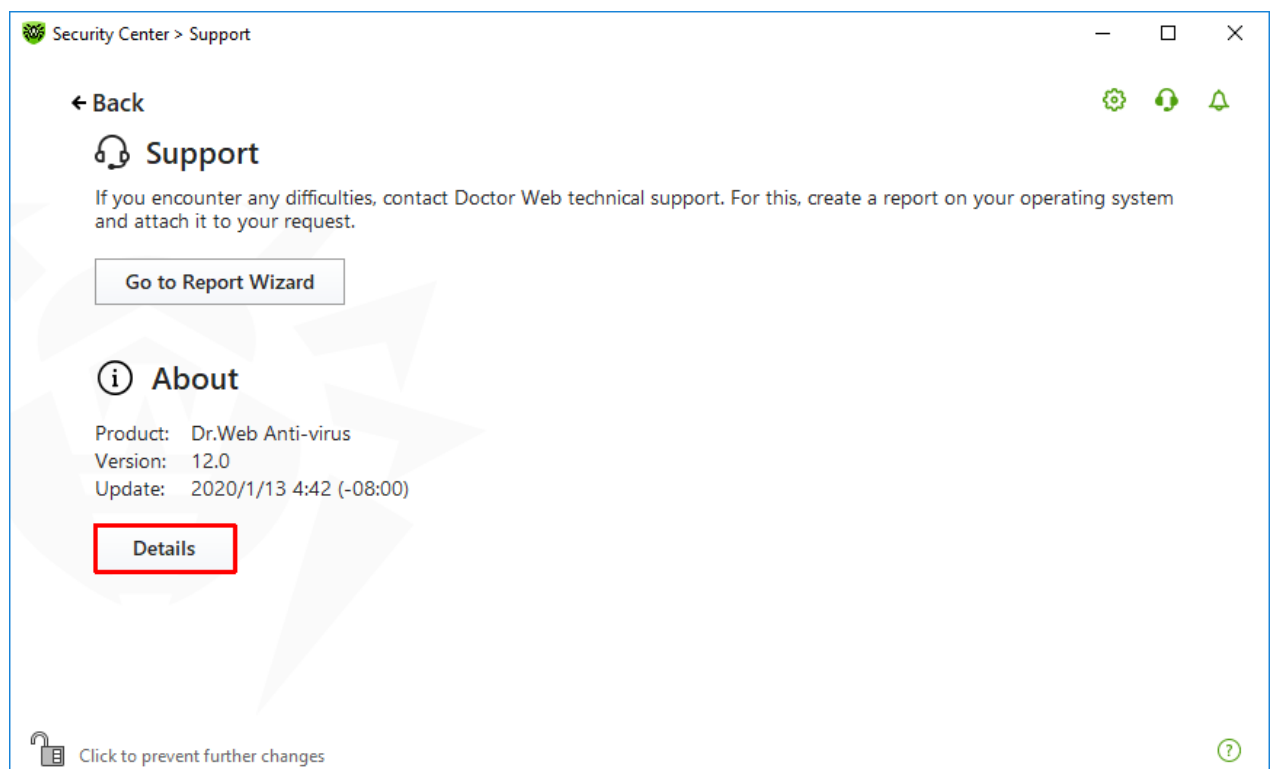 Security Center > Support
Back
Support
If you encounter any difficulties, contact Doctor Web technical support. For this, create a report on your operating system
and attach it to your request.
Go to Report Wizard
About
Product: Dr.Web Anti-virus
Version: 12.0
Update: 2020/1/13 4:42 (-08:00)
Details
Click to prevent further changes